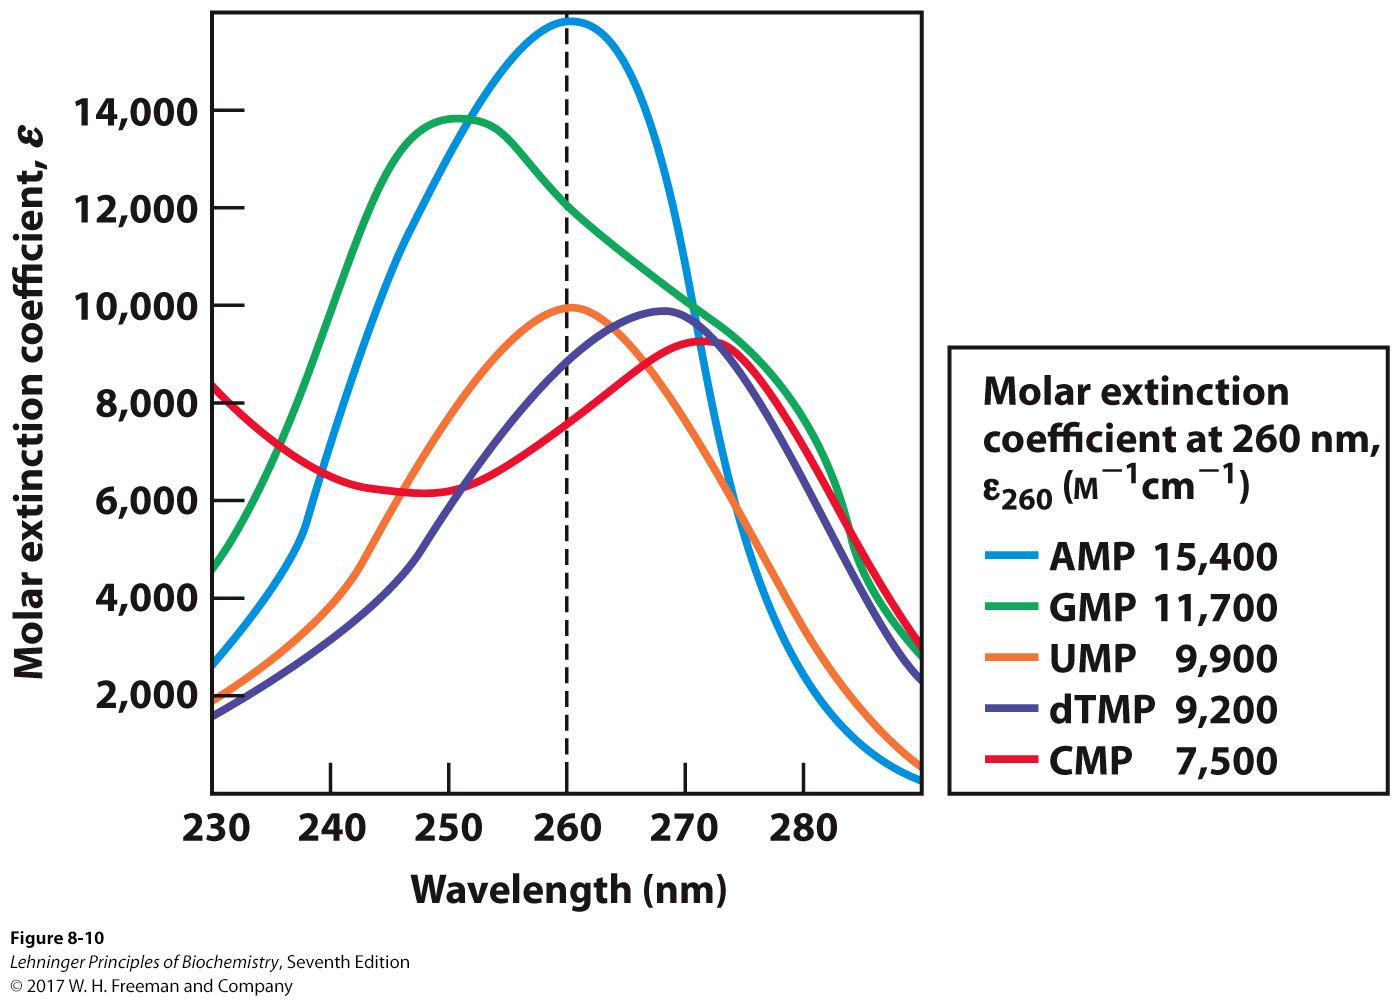 Molar extinction coefficient, ε
14,000
12,000
10,000
8,000
6,000
4,000
2,000
230 240 250 260 270 280
Wavelength (nm)
Molar extinction
coefficient at 260 nm,
ε260 (M−1cm−1)
AMP 15,400
GMP 11,700
UMP 9,900
dTMP 9,200
CMP 7,500
Figure 8-10
Lehninger Principles of Biochemistry, Seventh Edition
© 2017 W. H. Freeman and Company